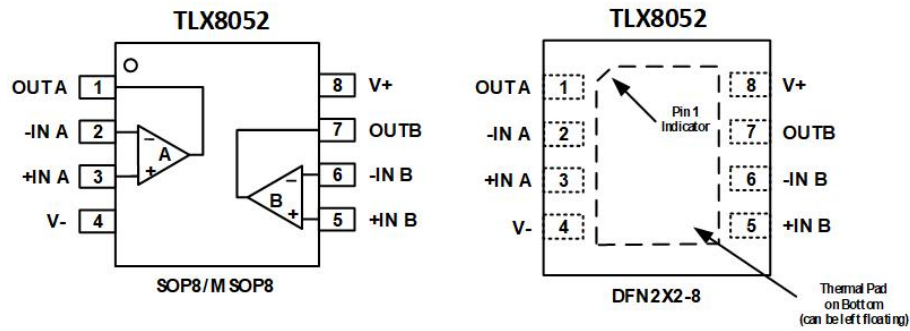 TLX8052
OUTA 1
8 V+
-IN A 2
A
7 OUTB
+IN A 3
6 -IN B
B
V- 4
5 +IN B
SOP8/MSOP8
TLX8052
OUTA 1
8 V+
Pin 1
Indicator
-IN A 2
7 OUTB
+IN A 3
6 -IN B
V- 4
5 +IN B
DFN2X2-8
Thermal Pad
on Bottom
(can be left floating)